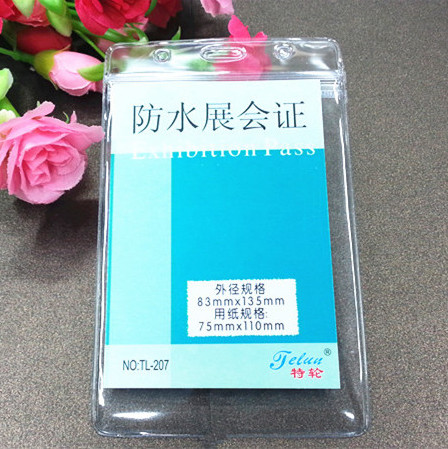 防水展会证
Exhibition Pass
外径规格
83mmx135mm
用纸规格:
75mmx110mm
NO:TL-207
Telun®
特轮